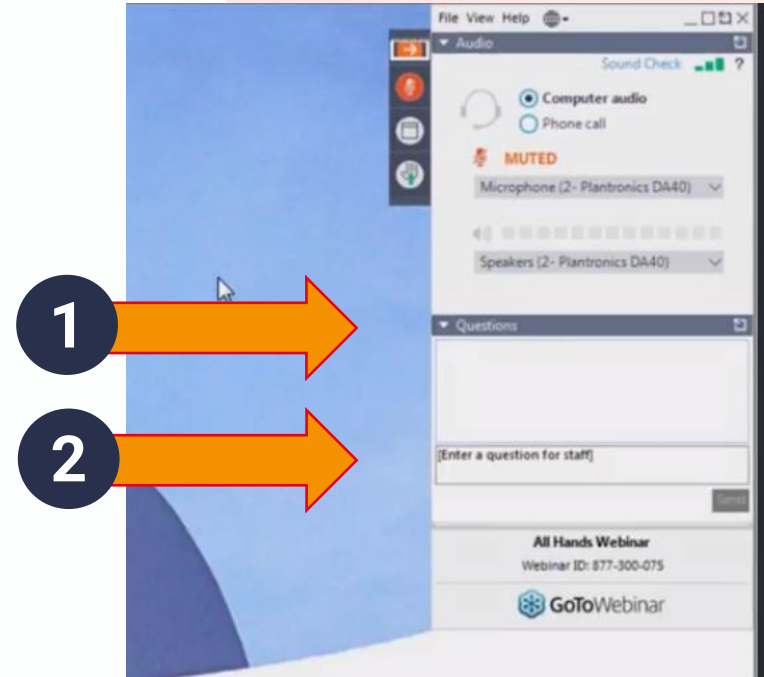 File View Help
Audio
Sound Check ?
Computer audio
Phone call
MUTED
Microphone (2- Plantronics DA40)
Speakers (2- Plantronics DA40)
1
Questions
2
[Enter a question for staff]
Send
All Hands Webinar
Webinar ID: 877-300-075
GoToWebinar